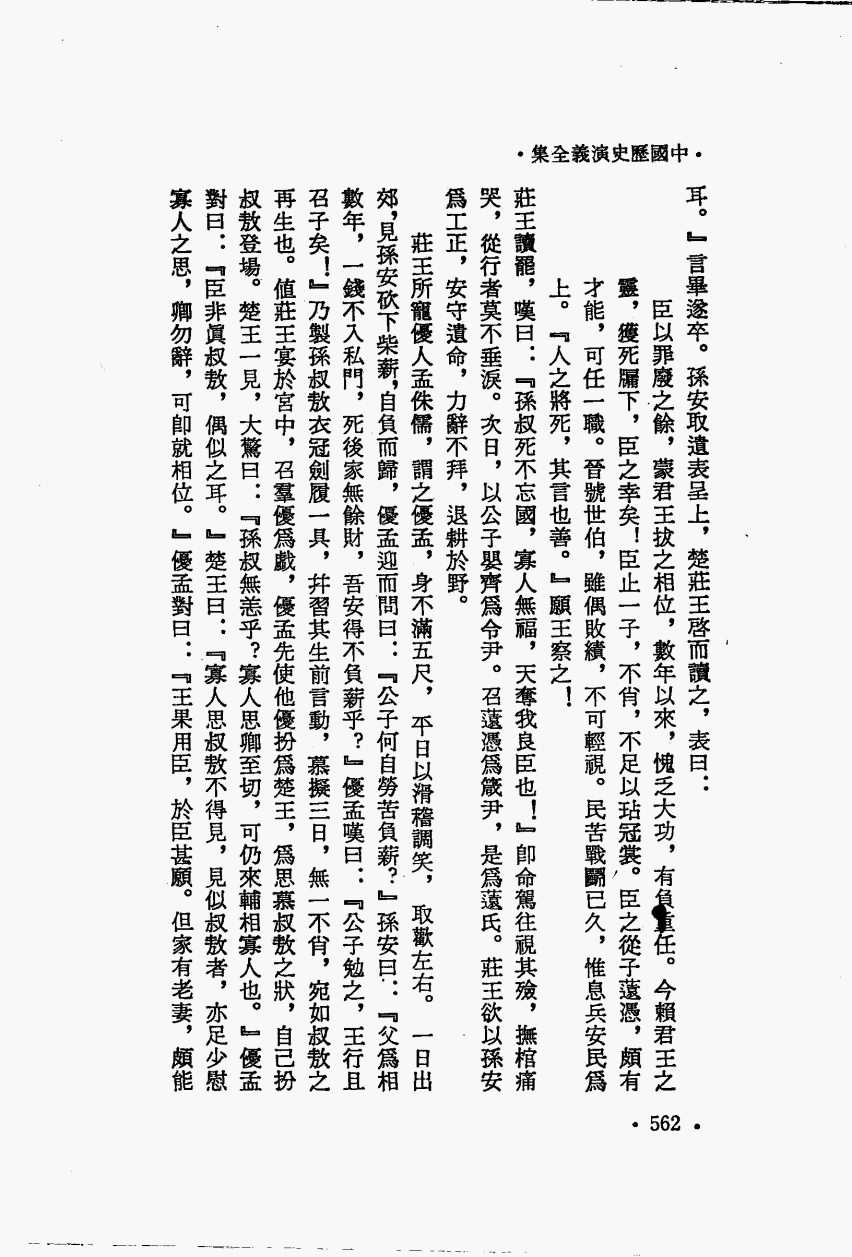 ·中國歷史演義全集·
耳。』言畢遂卒。孫安取遺表呈上，楚莊王啓而讀之，表曰：
臣以罪廢之餘，蒙君王拔之相位，數年以來，愧乏大功，有負重任。今賴君王之
靈，獲死牖下，臣之幸矣！臣止一子，不肖，不足以玷冠裳。臣之從子薳憑，頗有
才能，可任一職。晉號世伯，雖偶敗績，不可輕視。民苦戰鬭已久，惟息兵安民爲
上。『人之將死，其言也善。』願王察之！
莊王讀罷，嘆曰：『孫叔死不忘國，寡人無福，天奪我良臣也！』卽命駕往視其殮，撫棺痛
哭，從行者莫不垂淚。次日，以公子嬰齊爲令尹。召薳憑爲箴尹，是爲薳氏。莊王欲以孫安
爲工正，安守遺命，力辭不拜，退耕於野。
莊王所寵優人孟侏儒，謂之優孟，身不滿五尺，平日以滑稽調笑，取歡左右。一日出
郊，見孫安砍下柴薪，自負而歸，優孟迎而問曰：『公子何自勞苦負薪？』孫安曰：『父爲相
數年，一錢不入私門，死後家無餘財，吾安得不負薪乎？』優孟嘆曰：『公子勉之，王行且
召子矣！』乃製孫叔敖衣冠劍履一具，幷習其生前言動，慕擬三日，無一不肖，宛如叔敖之
再生也。値莊王宴於宮中，召羣優爲戲，優孟先使他優扮爲楚王，爲思慕叔敖之狀，自己扮
叔敖登場。楚王一見，大驚曰：『孫叔無恙乎？寡人思卿至切，可仍來輔相寡人也。』優孟
對曰：『臣非眞叔敖，偶似之耳。』楚王曰：『寡人思叔敖不得見，見似叔敖者，亦足少慰
寡人之思，卿勿辭，可卽就相位。』優孟對曰：『王果用臣，於臣甚願。但家有老妻，頗能
·562·